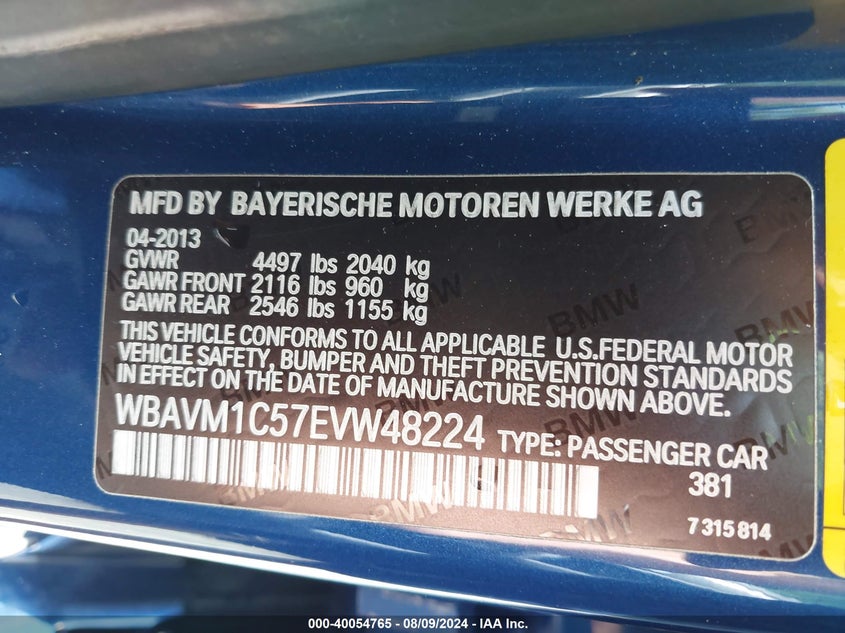 MFD BY BAYERISCHE MOTOREN WERKE AG
04-2013
GVWR 4497 lbs 2040 kg
GAWR FRONT 2116 lbs 960 kg
GAWR REAR 2546 lbs 1155 kg
THIS VEHICLE CONFORMS TO ALL APPLICABLE U.S.FEDERAL MOTOR
VEHICLE SAFETY, BUMPER AND THEFT PREVENTION STANDARDS
IN EFFECT ON THE DATE OF MANUFACTURE SHOWN ABOVE.
WBAVM1C57EVW48224 TYPE: PASSENGER CAR
381
7315814
000-40054765 - 08/09/2024 - IAA Inc.